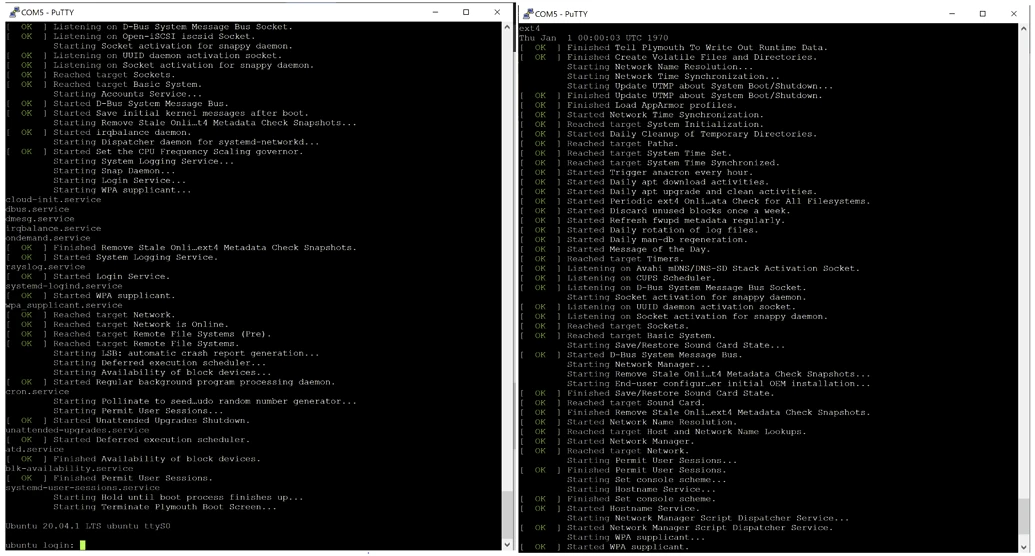 COM5 - PuTTY
[  OK  ] Listening on D-Bus System Message Bus Socket.
[  OK  ] Listening on Open-iSCSI iscsid Socket.
Starting Socket activation for snappy daemon.
[  OK  ] Listening on UUID daemon activation socket.
[  OK  ] Listening on Socket activation for snappy daemon.
[  OK  ] Reached target Sockets.
[  OK  ] Reached target Basic System.
Starting Accounts Service...
[  OK  ] Started D-Bus System Message Bus.
[  OK  ] Started Save initial kernel messages after boot.
Starting Remove Stale Onli…t4 Metadata Check Snapshots...
[  OK  ] Started irqbalance daemon.
Starting Dispatcher daemon for systemd-networkd...
[  OK  ] Started Set the CPU Frequency Scaling governor.
Starting System Logging Service...
Starting Snap Daemon...
Starting Login Service...
Starting WPA supplicant...
cloud-init.service
dbus.service
dmesg.service
irqbalance.service
ondemand.service
[  OK  ] Finished Remove Stale Onli…ext4 Metadata Check Snapshots.
[  OK  ] Started System Logging Service.
rsyslog.service
[  OK  ] Started Login Service.
systemd-logind.service
[  OK  ] Started WPA supplicant.
wpa_supplicant.service
[  OK  ] Reached target Network.
[  OK  ] Reached target Network is Online.
[  OK  ] Reached target Remote File Systems (Pre).
[  OK  ] Reached target Remote File Systems.
Starting LSB: automatic crash report generation...
Starting Deferred execution scheduler...
Starting Availability of block devices...
[  OK  ] Started Regular background program processing daemon.
cron.service
Starting Pollinate to seed…udo random number generator...
Starting Permit User Sessions...
[  OK  ] Started Unattended Upgrades Shutdown.
unattended-upgrades.service
[  OK  ] Started Deferred execution scheduler.
atd.service
[  OK  ] Finished Availability of block devices.
blk-availability.service
[  OK  ] Finished Permit User Sessions.
systemd-user-sessions.service
Starting Hold until boot process finishes up...
Starting Terminate Plymouth Boot Screen...
Ubuntu 20.04.1 LTS ubuntu ttyS0
ubuntu login:
COM5 - PuTTY
ext4
Thu Jan  1 00:00:03 UTC 1970
[  OK  ] Finished Tell Plymouth To Write Out Runtime Data.
[  OK  ] Finished Create Volatile Files and Directories.
Starting Network Name Resolution...
Starting Network Time Synchronization...
Starting Update UTMP about System Boot/Shutdown...
[  OK  ] Finished Update UTMP about System Boot/Shutdown.
[  OK  ] Finished Load AppArmor profiles.
[  OK  ] Started Network Time Synchronization.
[  OK  ] Reached target System Initialization.
[  OK  ] Started Daily Cleanup of Temporary Directories.
[  OK  ] Reached target Paths.
[  OK  ] Reached target System Time Set.
[  OK  ] Reached target System Time Synchronized.
[  OK  ] Started Trigger anacron every hour.
[  OK  ] Started Daily apt download activities.
[  OK  ] Started Daily apt upgrade and clean activities.
[  OK  ] Started Periodic ext4 Onli…ata Check for All Filesystems.
[  OK  ] Started Discard unused blocks once a week.
[  OK  ] Started Refresh fwupd metadata regularly.
[  OK  ] Started Daily rotation of log files.
[  OK  ] Started Daily man-db regeneration.
[  OK  ] Started Message of the Day.
[  OK  ] Reached target Timers.
[  OK  ] Listening on Avahi mDNS/DNS-SD Stack Activation Socket.
[  OK  ] Listening on CUPS Scheduler.
[  OK  ] Listening on D-Bus System Message Bus Socket.
Starting Socket activation for snappy daemon.
[  OK  ] Listening on UUID daemon activation socket.
[  OK  ] Listening on Socket activation for snappy daemon.
[  OK  ] Reached target Sockets.
[  OK  ] Reached target Basic System.
Starting Save/Restore Sound Card State...
[  OK  ] Started D-Bus System Message Bus.
Starting Network Manager...
Starting Remove Stale Onli…t4 Metadata Check Snapshots...
Starting End-user configur…er initial OEM installation...
[  OK  ] Finished Save/Restore Sound Card State.
[  OK  ] Reached target Sound Card.
[  OK  ] Finished Remove Stale Onli…ext4 Metadata Check Snapshots.
[  OK  ] Started Network Name Resolution.
[  OK  ] Reached target Host and Network Name Lookups.
[  OK  ] Started Network Manager.
[  OK  ] Reached target Network.
Starting Permit User Sessions...
[  OK  ] Finished Permit User Sessions.
Starting Set console scheme...
Starting Hostname Service...
[  OK  ] Finished Set console scheme.
[  OK  ] Started Hostname Service.
Starting Network Manager Script Dispatcher Service...
[  OK  ] Started Network Manager Script Dispatcher Service.
Starting WPA supplicant...
[  OK  ] Started WPA supplicant.